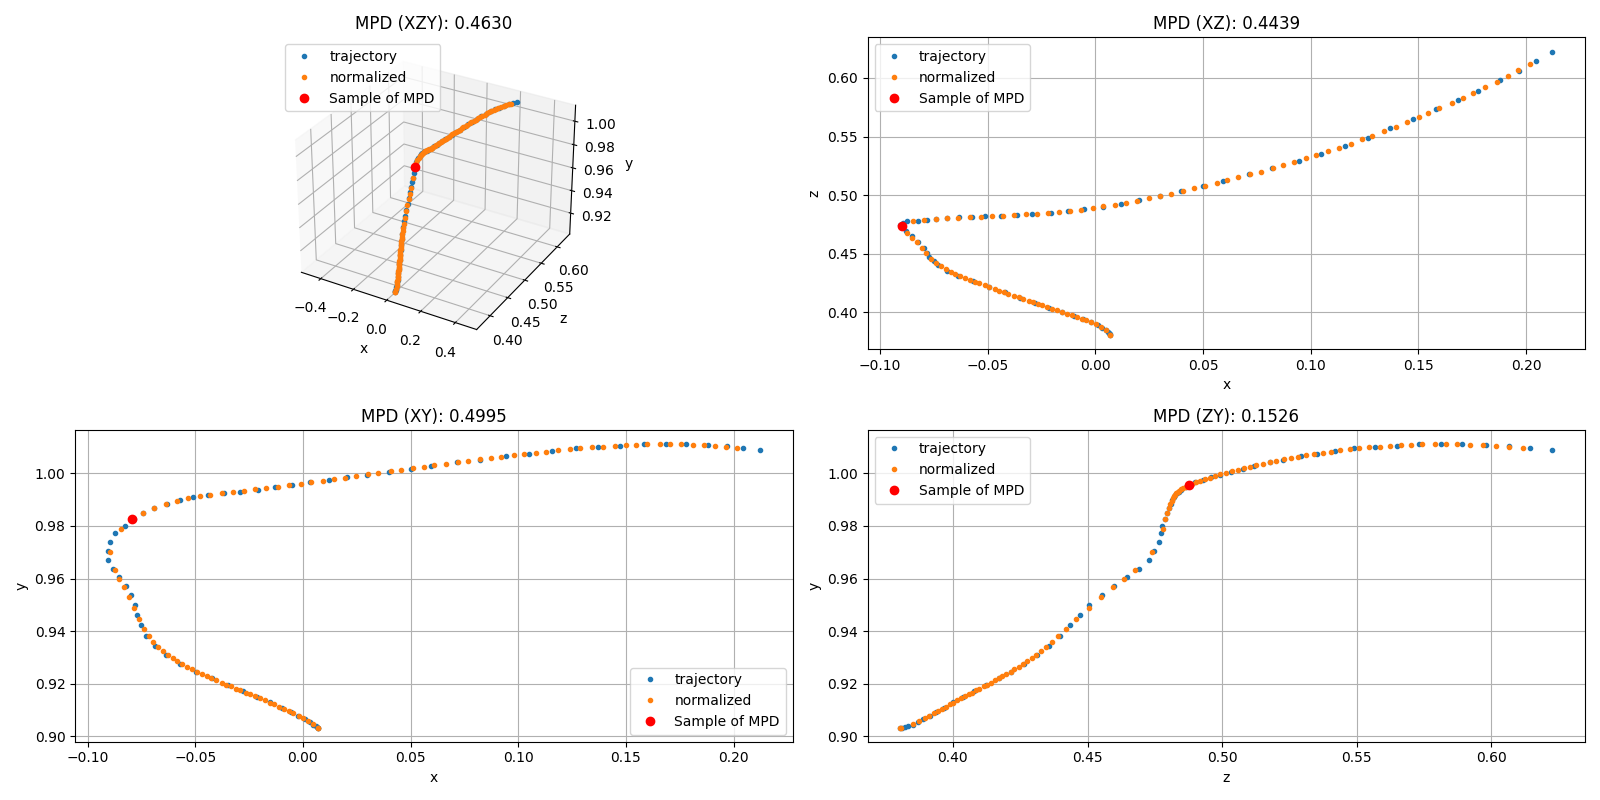 MPD (XZY): 0.4630
trajectory
normalized
Sample of MPD
1.00
0.98
0.96
0.94
0.92
y
−0.4
−0.2
0.0
0.2
0.4
x
0.40
0.45
0.50
0.55
0.60
z
MPD (XZ): 0.4439
trajectory
normalized
Sample of MPD
0.60
0.55
0.50
0.45
0.40
z
−0.10
−0.05
0.00
0.05
0.10
0.15
0.20
x
MPD (XY): 0.4995
1.00
0.98
0.96
0.94
0.92
0.90
y
trajectory
normalized
Sample of MPD
−0.10
−0.05
0.00
0.05
0.10
0.15
0.20
x
MPD (ZY): 0.1526
trajectory
normalized
Sample of MPD
1.00
0.98
0.96
0.94
0.92
0.90
y
0.40
0.45
0.50
0.55
0.60
z